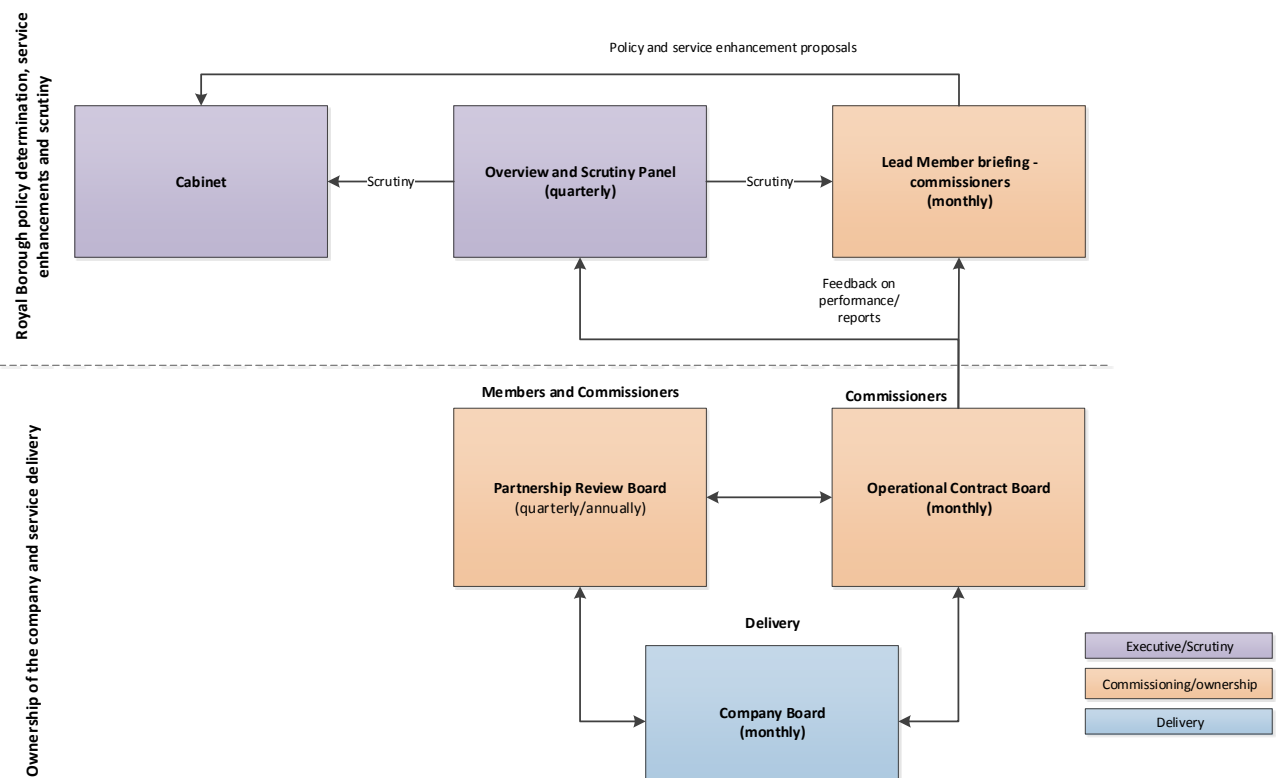 Royal Borough policy determination, service
enhancements and scrutiny
Policy and service enhancement proposals
Cabinet
Scrutiny
Overview and Scrutiny Panel
(quarterly)
Scrutiny
Lead Member briefing -
commissioners
(monthly)
Feedback on
performance/
reports
Ownership of the company and service delivery
Members and Commissioners
Commissioners
Partnership Review Board
(quarterly/annually)
Operational Contract Board
(monthly)
Delivery
Company Board
(monthly)
Executive/Scrutiny
Commissioning/ownership
Delivery